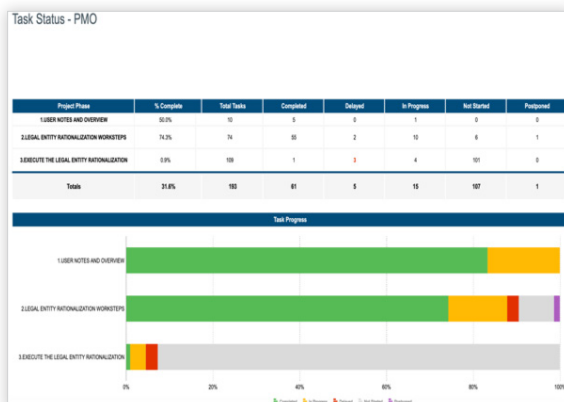 Task Status - PMO
Project Phase % Complete Total Tasks Completed Delayed In Progress Not Started Postponed
1.USER NOTES AND OVERVIEW 50.0% 10 5 0 1 0 0
2.LEGAL ENTITY RATIONALIZATION WORKSTEPS 74.3% 74 55 2 10 6 1
3.EXECUTE THE LEGAL ENTITY RATIONALIZATION 0.9% 109 1 3 4 101 0
Totals 31.6% 193 61 5 15 107 1
Task Progress
1.USER NOTES AND OVERVIEW
2.LEGAL ENTITY RATIONALIZATION WORKSTEPS
3.EXECUTE THE LEGAL ENTITY RATIONALIZATION
0% 20% 40% 60% 80% 100%